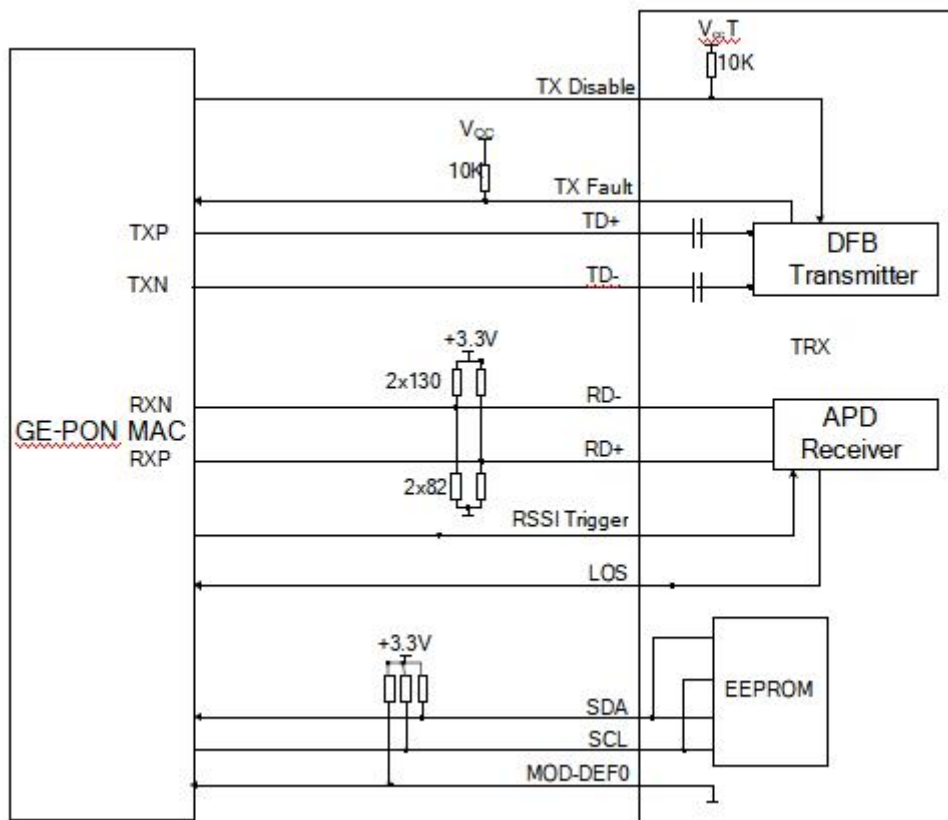 VccT
10K
TX Disable
VCC
10K
TX Fault
TXP
TD+
DFB
Transmitter
TXN
TD-
+3.3V
TRX
2x130
RXN
RD-
APD
Receiver
GE-PON MAC
RXP
RD+
2x82
RSSI Trigger
LOS
+3.3V
EEPROM
SDA
SCL
MOD-DEF0